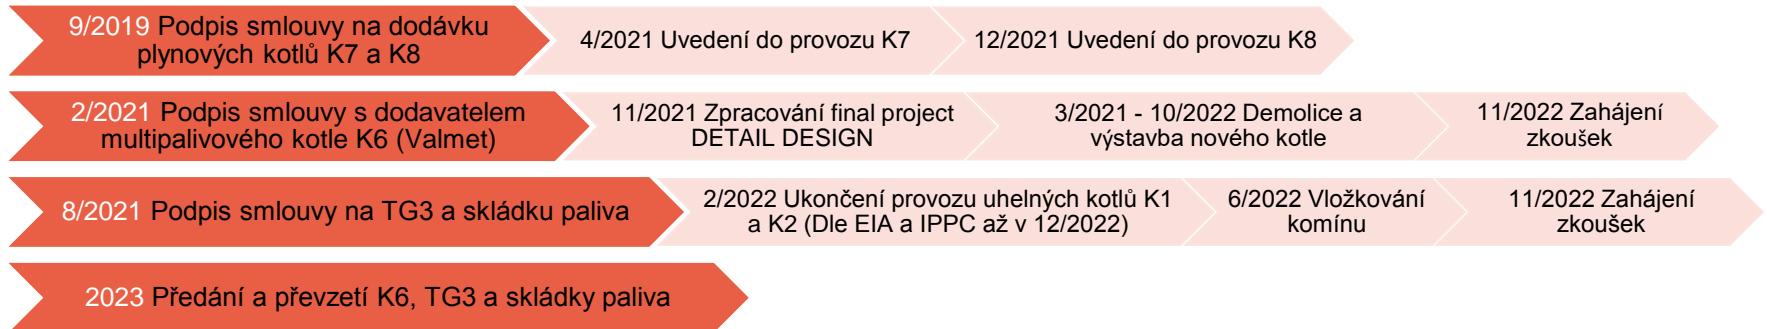 9/2019 Podpis smlouvy na dodávku
plynových kotlů K7 a K8
4/2021 Uvedení do provozu K7
12/2021 Uvedení do provozu K8
2/2021 Podpis smlouvy s dodavatelem
multipalivového kotle K6 (Valmet)
11/2021 Zpracování final project
DETAIL DESIGN
3/2021 - 10/2022 Demolice a
výstavba nového kotle
11/2022 Zahájení
zkoušek
8/2021 Podpis smlouvy na TG3 a skládku paliva
2/2022 Ukončení provozu uhelných kotlů K1
a K2 (Dle EIA a IPPC až v 12/2022)
6/2022 Vložkování
komínu
11/2022 Zahájení
zkoušek
2023 Předání a převzetí K6, TG3 a skládky paliva